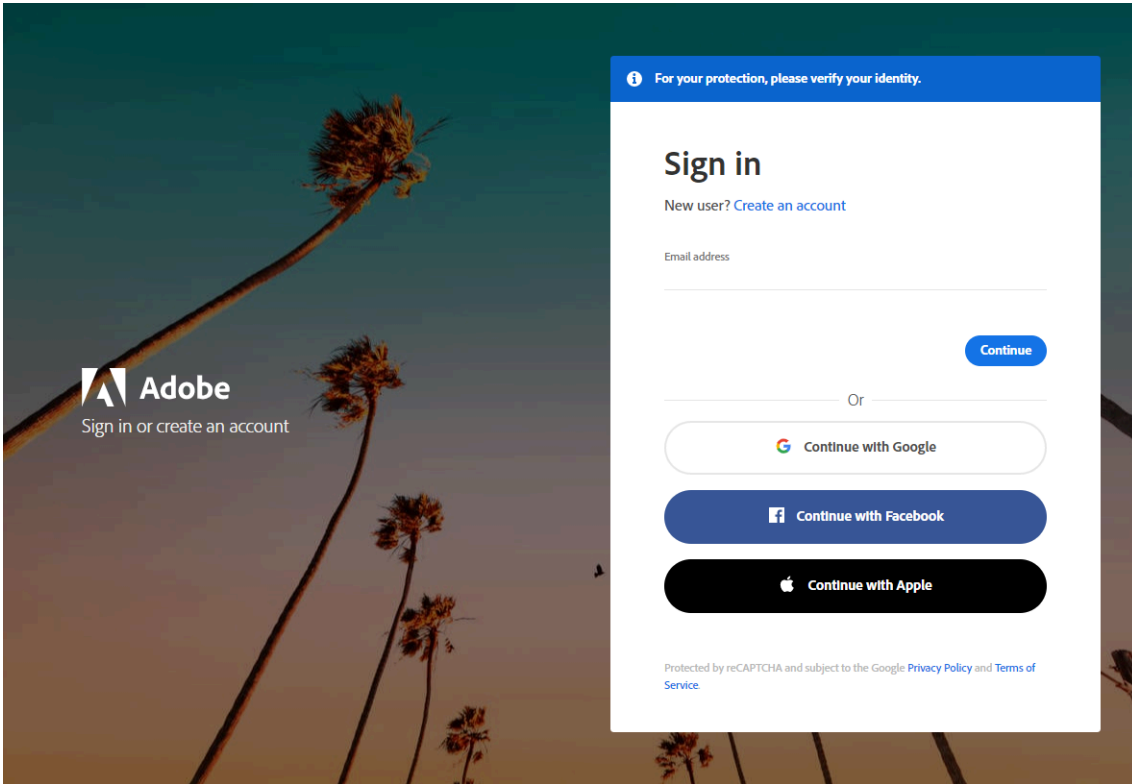 For your protection, please verify your identity.
Sign in
New user? Create an account
Email address
Continue
Adobe
Sign in or create an account
Or
Continue with Google
Continue with Facebook
Continue with Apple
Protected by reCAPTCHA and subject to the Google Privacy Policy and Terms of
Service.